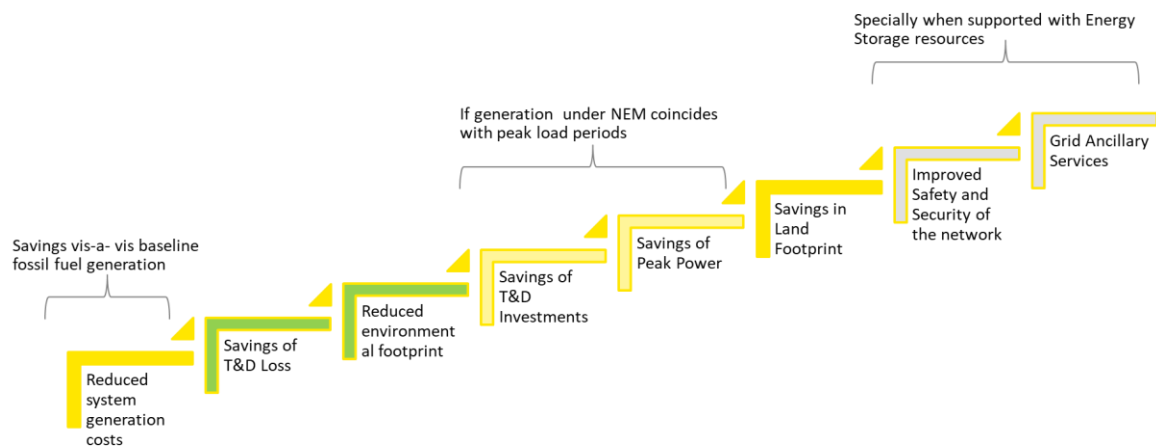 Specially when supported with Energy
Storage resources
If generation under NEM coincides
with peak load periods
Savings vis-a- vis baseline
fossil fuel generation
Reduced
system
generation
costs
Savings of
T&D Loss
Reduced
environment
al footprint
Savings of
T&D
Investments
Savings of
Peak Power
Savings in
Land
Footprint
Improved
Safety and
Security of
the network
Grid Ancillary
Services